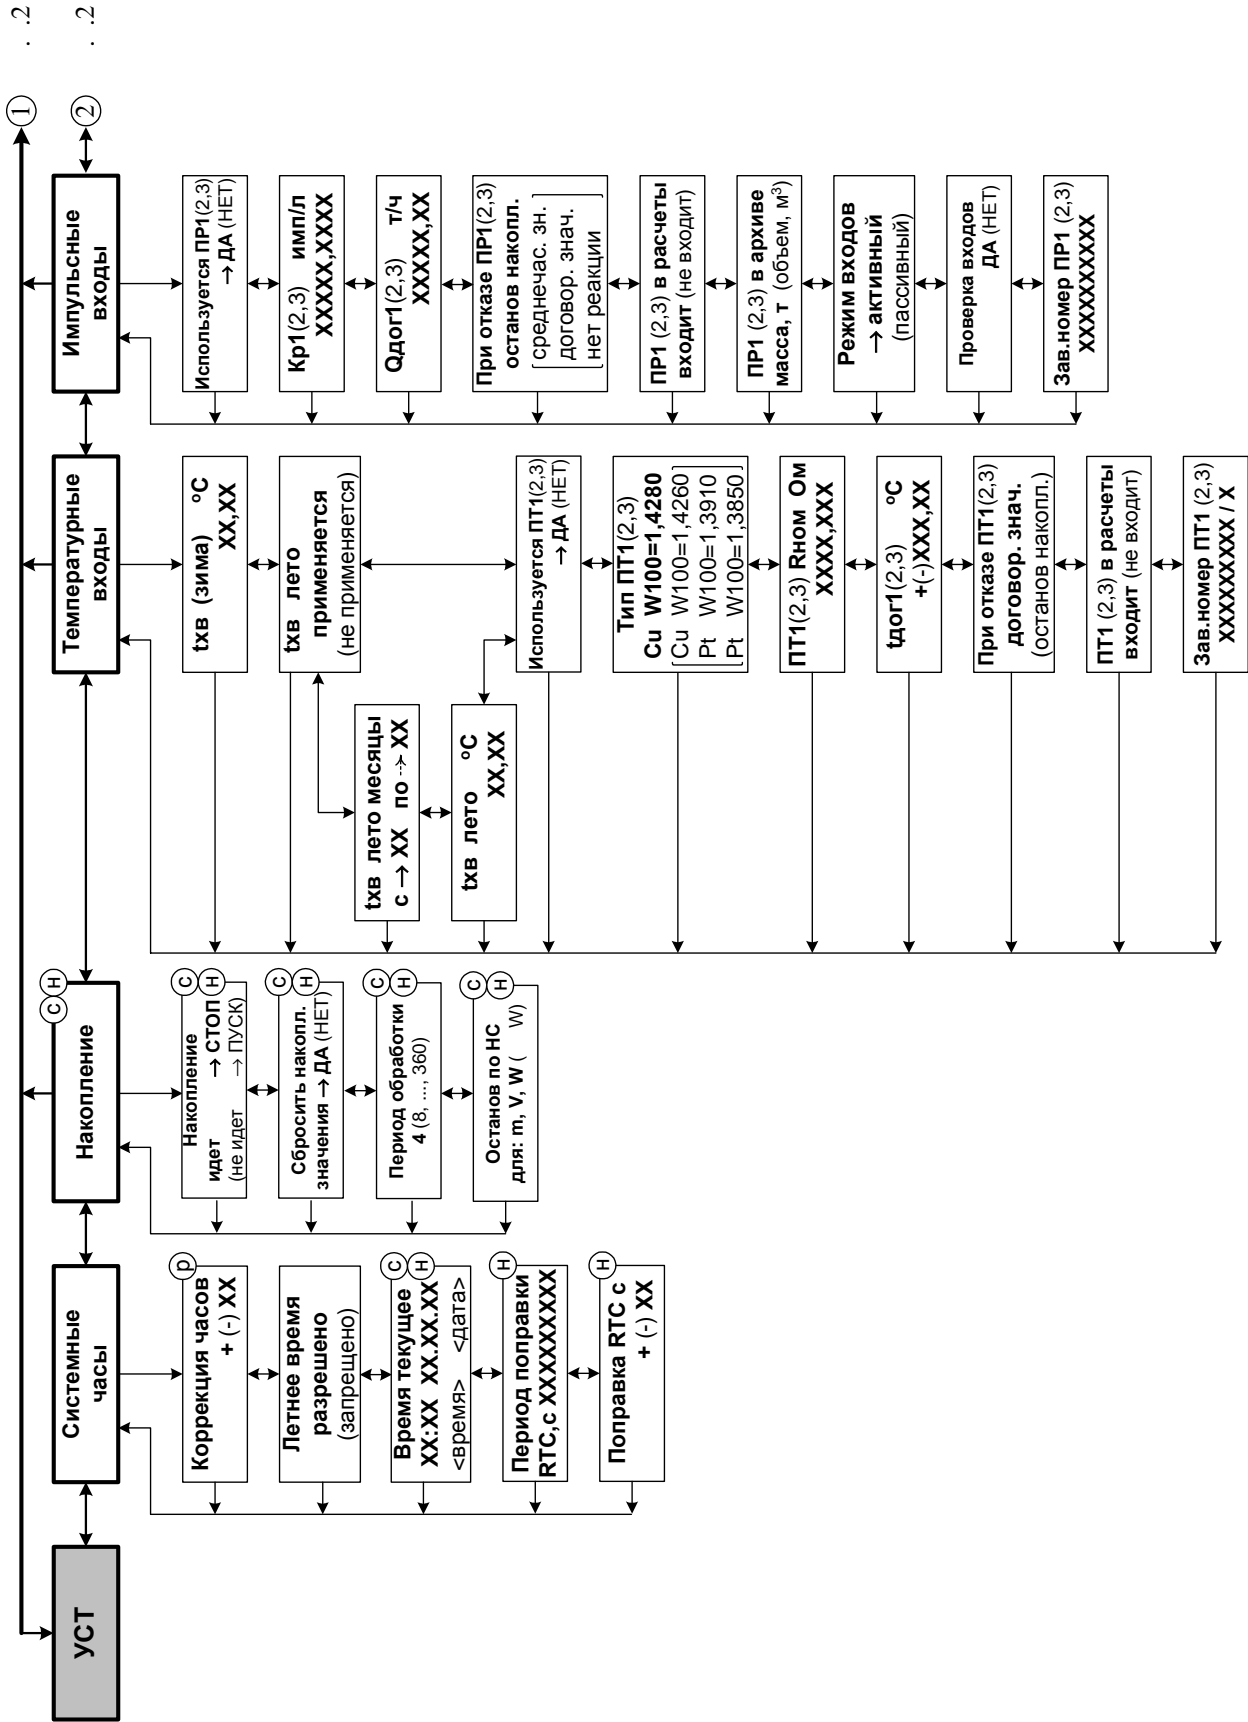 УСТ
Системные
часы
Коррекция часов
+ (-) XX
р
Летнее время
разрешено
(запрещено)
Время текущее
XX:XX XX.XX.XX
<время> <дата>
с
н
Период поправки
RTC,с XXXXXXXX
н
Поправка RTC с
+ (-) XX
н
Накопление
с н
Накопление
идет → СТОП
(не идет → ПУСК)
с
н
Сбросить накопл.
значения → ДА (НЕТ)
с
н
Период обработки
4 (8, ..., 360)
с
н
Останов по НС
для: m, V, W ( W)
с
н
Температурные
входы
tхв (зима) ºС
XX,XX
tхв лето
применяется
(не применяется)
tхв лето месяцы
с → XX по --> XX
tхв лето ºС
XX,XX
Используется ПТ1(2,3)
→ ДА (НЕТ)
Тип ПТ1(2,3)
Cu W100=1,4280
Cu W100=1,4260
Pt W100=1,3910
Pt W100=1,3850
ПТ1(2,3) Rном Ом
XXXX,XXX
tдог1(2,3) ºС
+(-)XXX,XX
При отказе ПТ1(2,3)
договор. знач.
(останов накопл.)
ПТ1 (2,3) в расчеты
входит (не входит)
Зав.номер ПТ1 (2,3)
XXXXXXXXX / X
Импульсные
входы
Используется ПР1(2,3)
→ ДА (НЕТ)
Кр1(2,3) имп/л
XXXXX,XXXX
Qдог1(2,3) т/ч
XXXXX,XX
При отказе ПР1(2,3)
останов накопл.
среднечас. зн.
договор. знач.
нет реакции
ПР1 (2,3) в расчеты
входит (не входит)
ПР1 (2,3) в архиве
масса, т (объем, м³)
Режим входов
→ активный
(пассивный)
Проверка входов
ДА (НЕТ)
Зав.номер ПР1 (2,3)
XXXXXXXXX
1 . .2
2 . .2